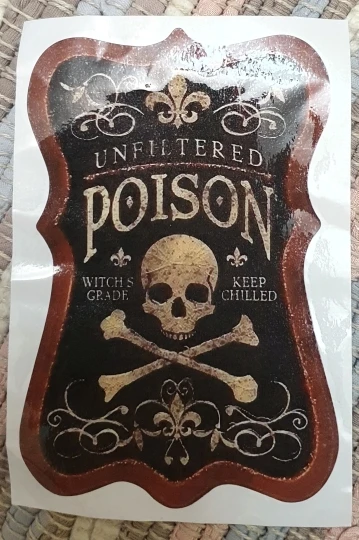 UNFILTERED
POISON
WITCH'S KEEP
GRADE CHILLED